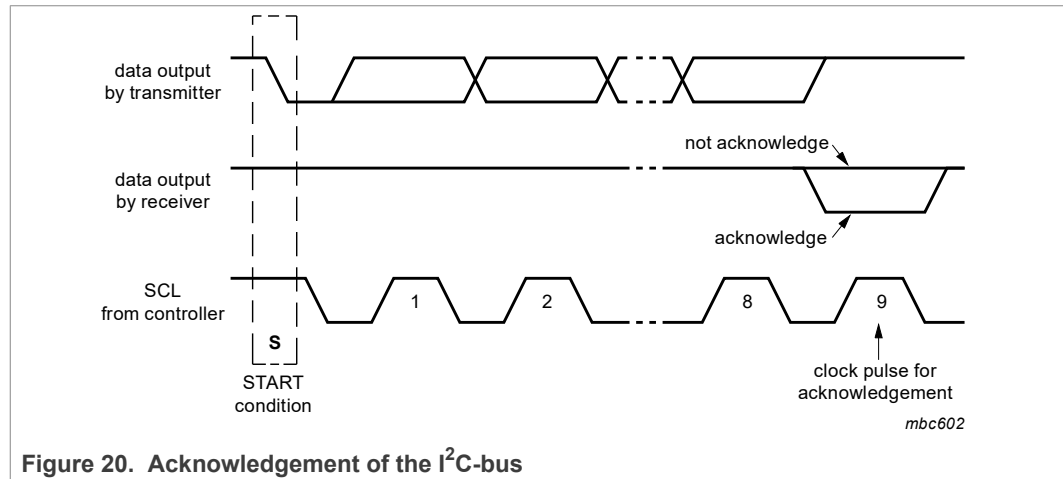 data output
by transmitter
not acknowledge
data output
by receiver
acknowledge
SCL
from controller
1
2
8
9
S
START
condition
clock pulse for
acknowledgement
mbc602
Figure 20. Acknowledgement of the I²C-bus